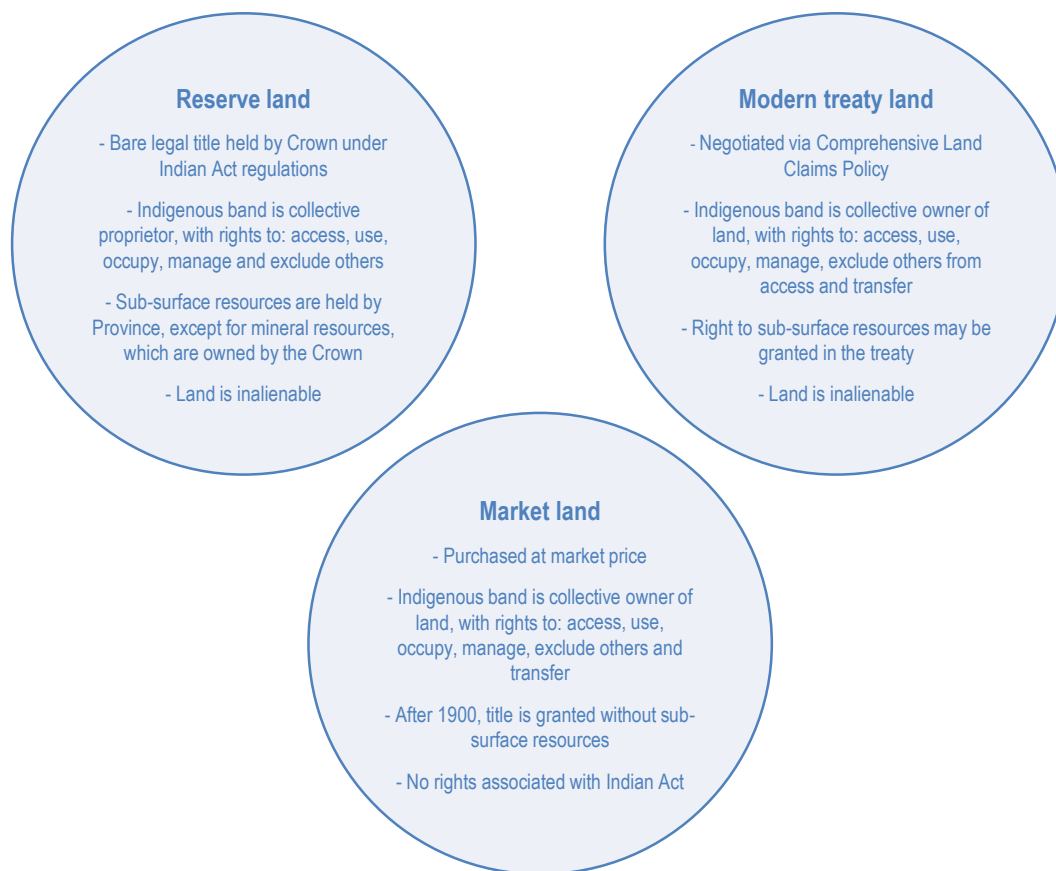 Reserve land
- Bare legal title held by Crown under
Indian Act regulations
- Indigenous band is collective
proprietor, with rights to: access, use,
occupy, manage and exclude others
- Sub-surface resources are held by
Province, except for mineral resources,
which are owned by the Crown
- Land is inalienable
Modern treaty land
- Negotiated via Comprehensive Land
Claims Policy
- Indigenous band is collective owner of
land, with rights to: access, use,
occupy, manage, exclude others from
access and transfer
- Right to sub-surface resources may be
granted in the treaty
- Land is inalienable
Market land
- Purchased at market price
- Indigenous band is collective owner of
land, with rights to: access, use,
occupy, manage, exclude others and
transfer
- After 1900, title is granted without sub-
surface resources
- No rights associated with Indian Act